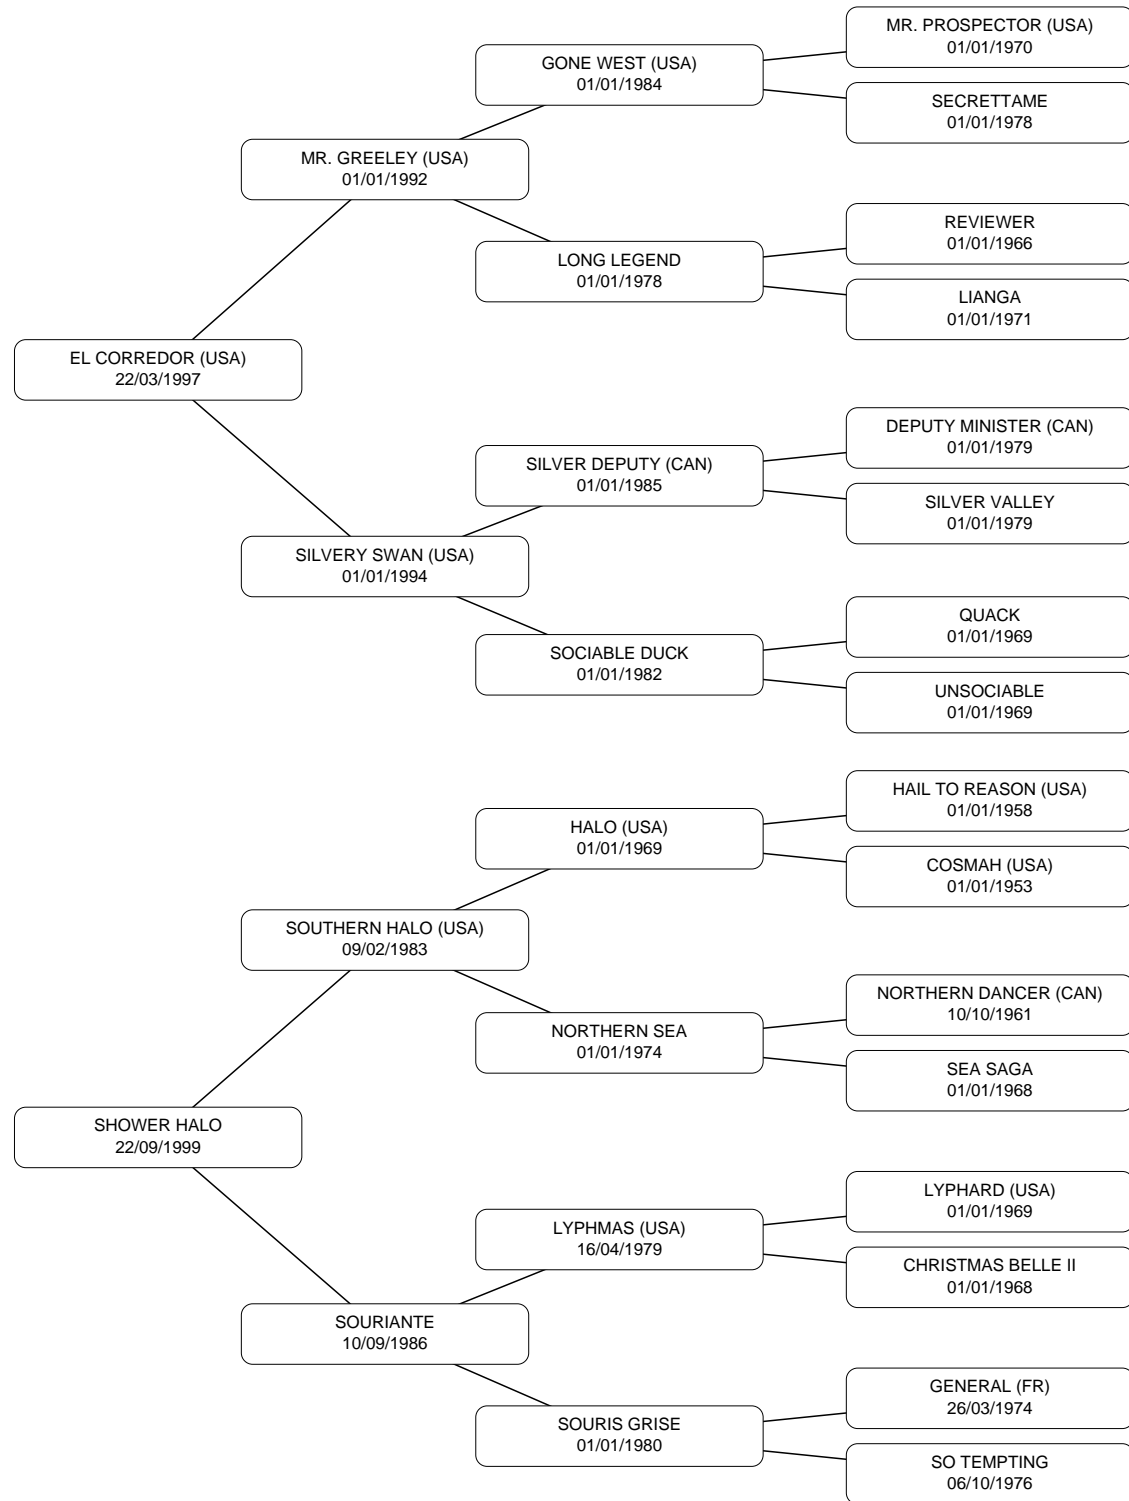 MR. PROSPECTOR (USA)
01/01/1970
GONE WEST (USA)
01/01/1984
SECRETTAME
01/01/1978
MR. GREELEY (USA)
01/01/1992
REVIEWER
01/01/1966
LONG LEGEND
01/01/1978
LIANGA
01/01/1971
EL CORREDOR (USA)
22/03/1997
DEPUTY MINISTER (CAN)
01/01/1979
SILVER DEPUTY (CAN)
01/01/1985
SILVER VALLEY
01/01/1979
SILVERY SWAN (USA)
01/01/1994
QUACK
01/01/1969
SOCIABLE DUCK
01/01/1982
UNSOCIABLE
01/01/1969
HAIL TO REASON (USA)
01/01/1958
HALO (USA)
01/01/1969
COSMAH (USA)
01/01/1953
SOUTHERN HALO (USA)
09/02/1983
NORTHERN DANCER (CAN)
10/10/1961
NORTHERN SEA
01/01/1974
SEA SAGA
01/01/1968
SHOWER HALO
22/09/1999
LYPHARD (USA)
01/01/1969
LYPHMAS (USA)
16/04/1979
CHRISTMAS BELLE II
01/01/1968
SOURIANTE
10/09/1986
GENERAL (FR)
26/03/1974
SOURIS GRISE
01/01/1980
SO TEMPTING
06/10/1976